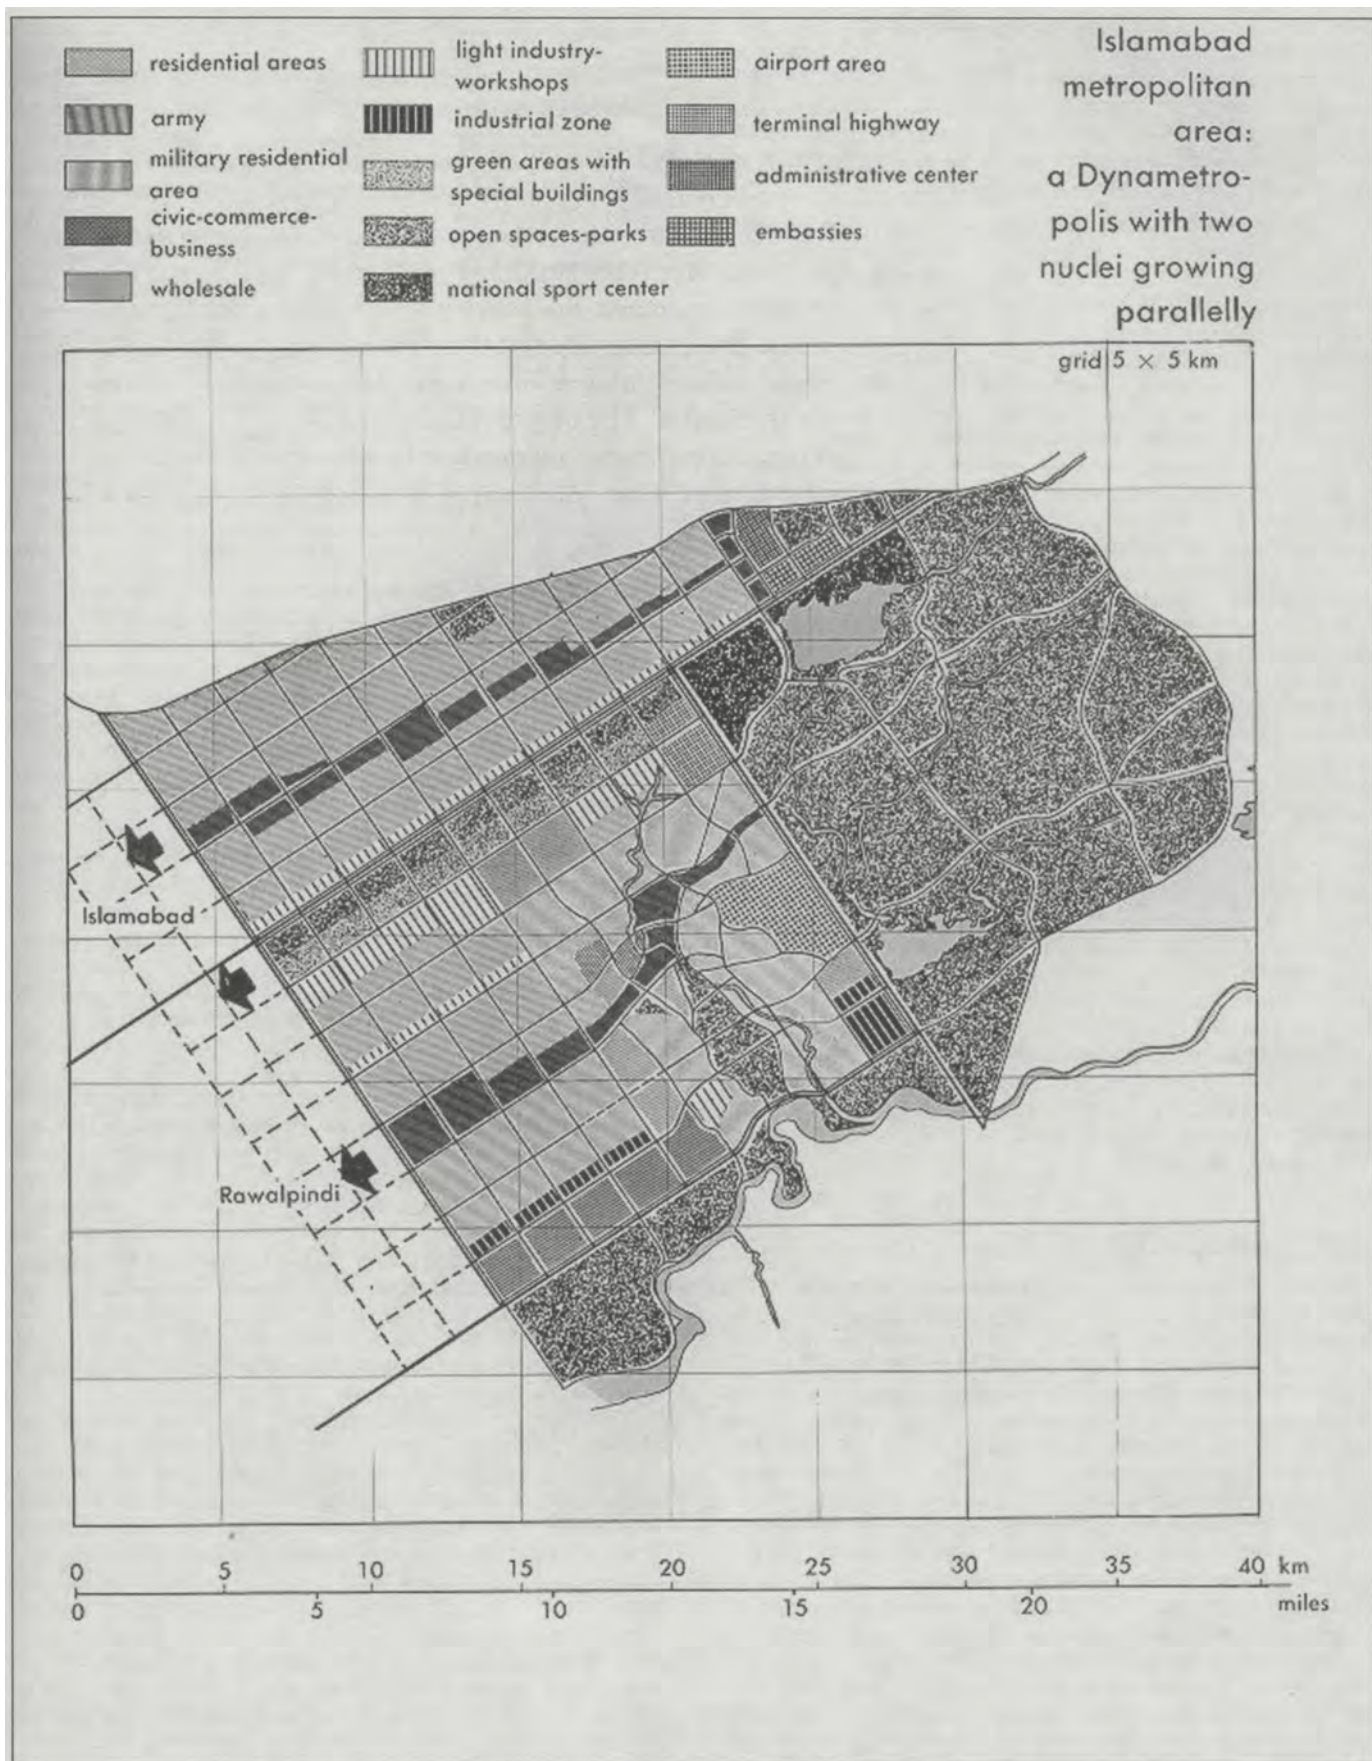 residential areas
army
military residential
area
civic-commerce-
business
wholesale
light industry-
workshops
industrial zone
green areas with
special buildings
open spaces-parks
national sport center
airport area
terminal highway
administrative center
embassies
Islamabad
metropolitan
area:
a Dynametro-
polis with two
nuclei growing
parallelly
grid 5 × 5 km
Islamabad
Rawalpindi
0 5 10 15 20 25 30 35 40 km
0 5 10 15 20 miles